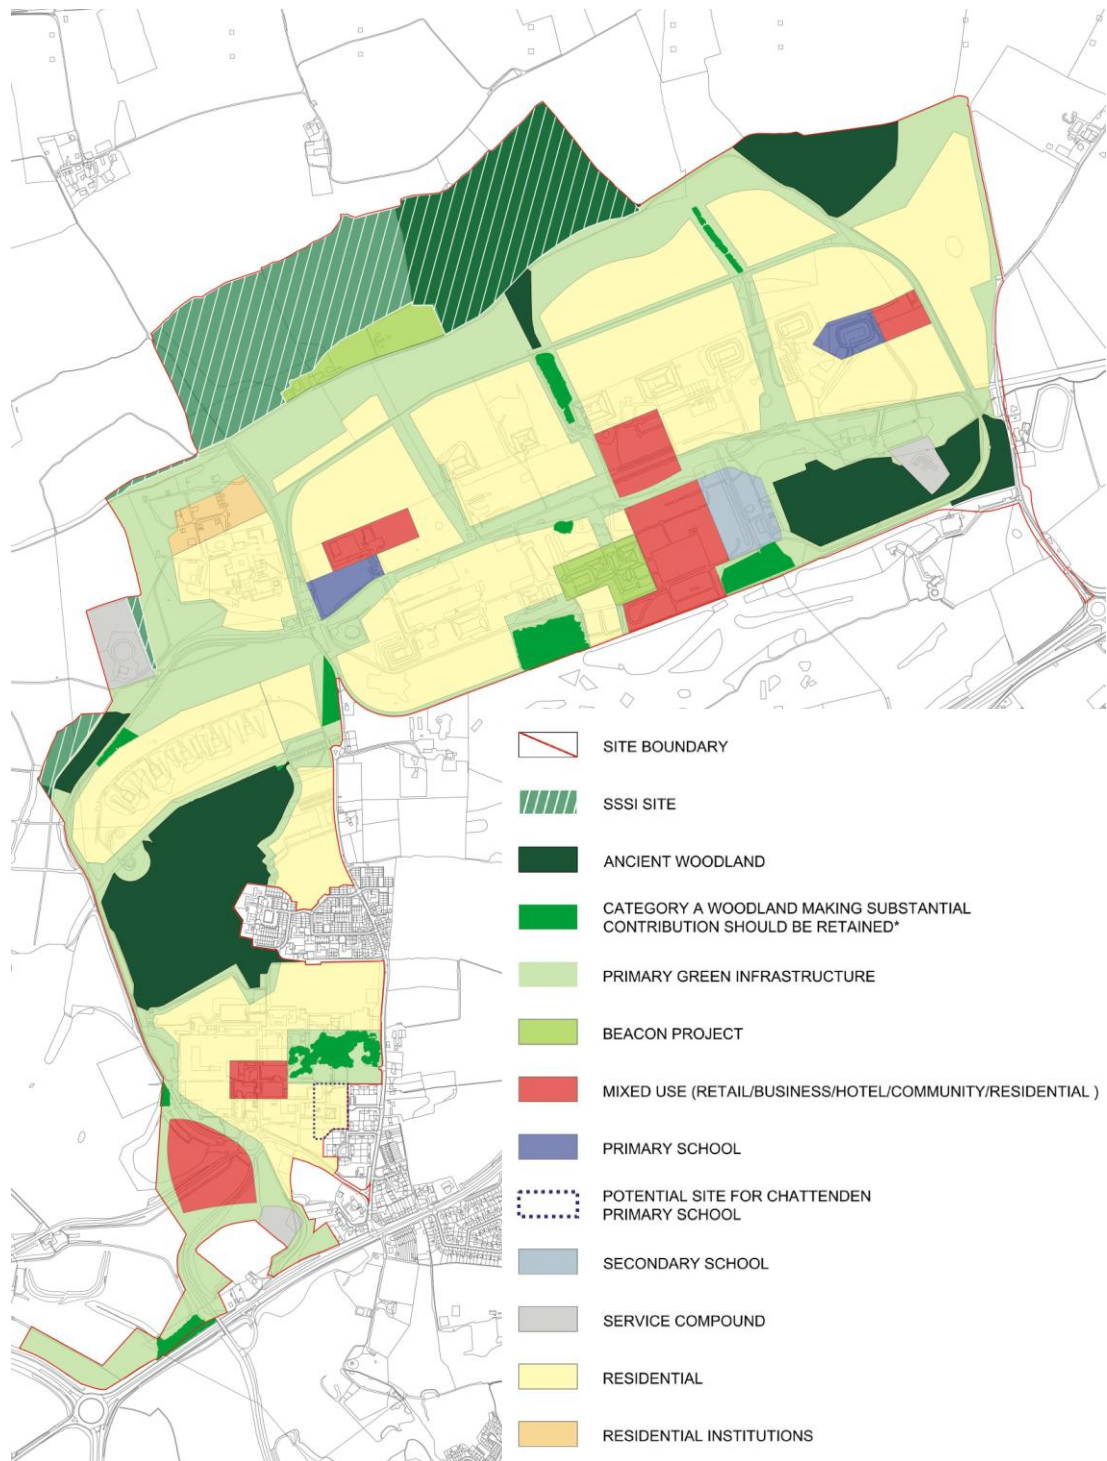 SITE BOUNDARY
SSSI SITE
ANCIENT WOODLAND
CATEGORY A WOODLAND MAKING SUBSTANTIAL
CONTRIBUTION SHOULD BE RETAINED*
PRIMARY GREEN INFRASTRUCTURE
BEACON PROJECT
MIXED USE (RETAIL/BUSINESS/HOTEL/COMMUNITY/RESIDENTIAL )
PRIMARY SCHOOL
POTENTIAL SITE FOR CHATTENDEN
PRIMARY SCHOOL
SECONDARY SCHOOL
SERVICE COMPOUND
RESIDENTIAL
RESIDENTIAL INSTITUTIONS